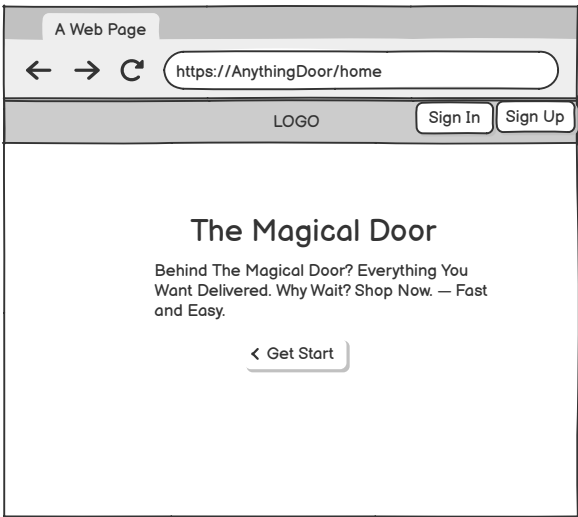 A Web Page
https://AnythingDoor/home
LOGO
Sign In
Sign Up
The Magical Door
Behind The Magical Door? Everything You
Want Delivered. Why Wait? Shop Now. — Fast
and Easy.
Get Start